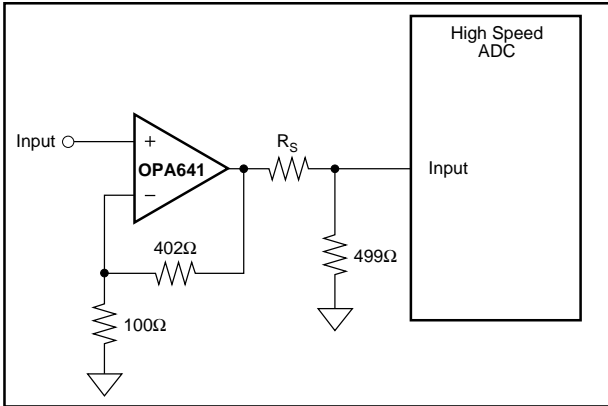 High Speed
ADC
Input
+
OPA641
−
R_S
Input
402Ω
499Ω
100Ω